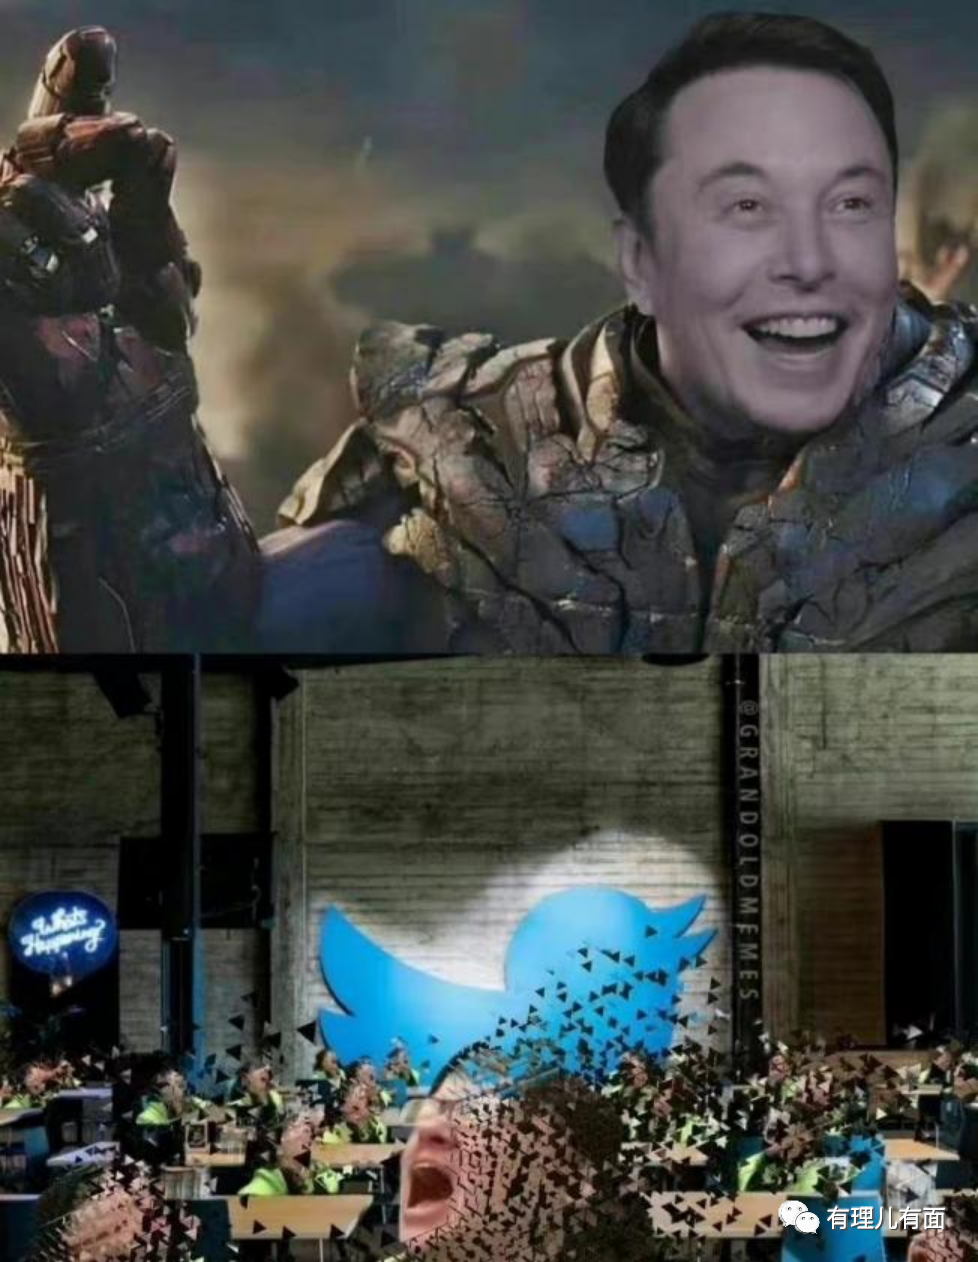 @GRANDOLDMEMES
What's
Happening?
有理儿有面